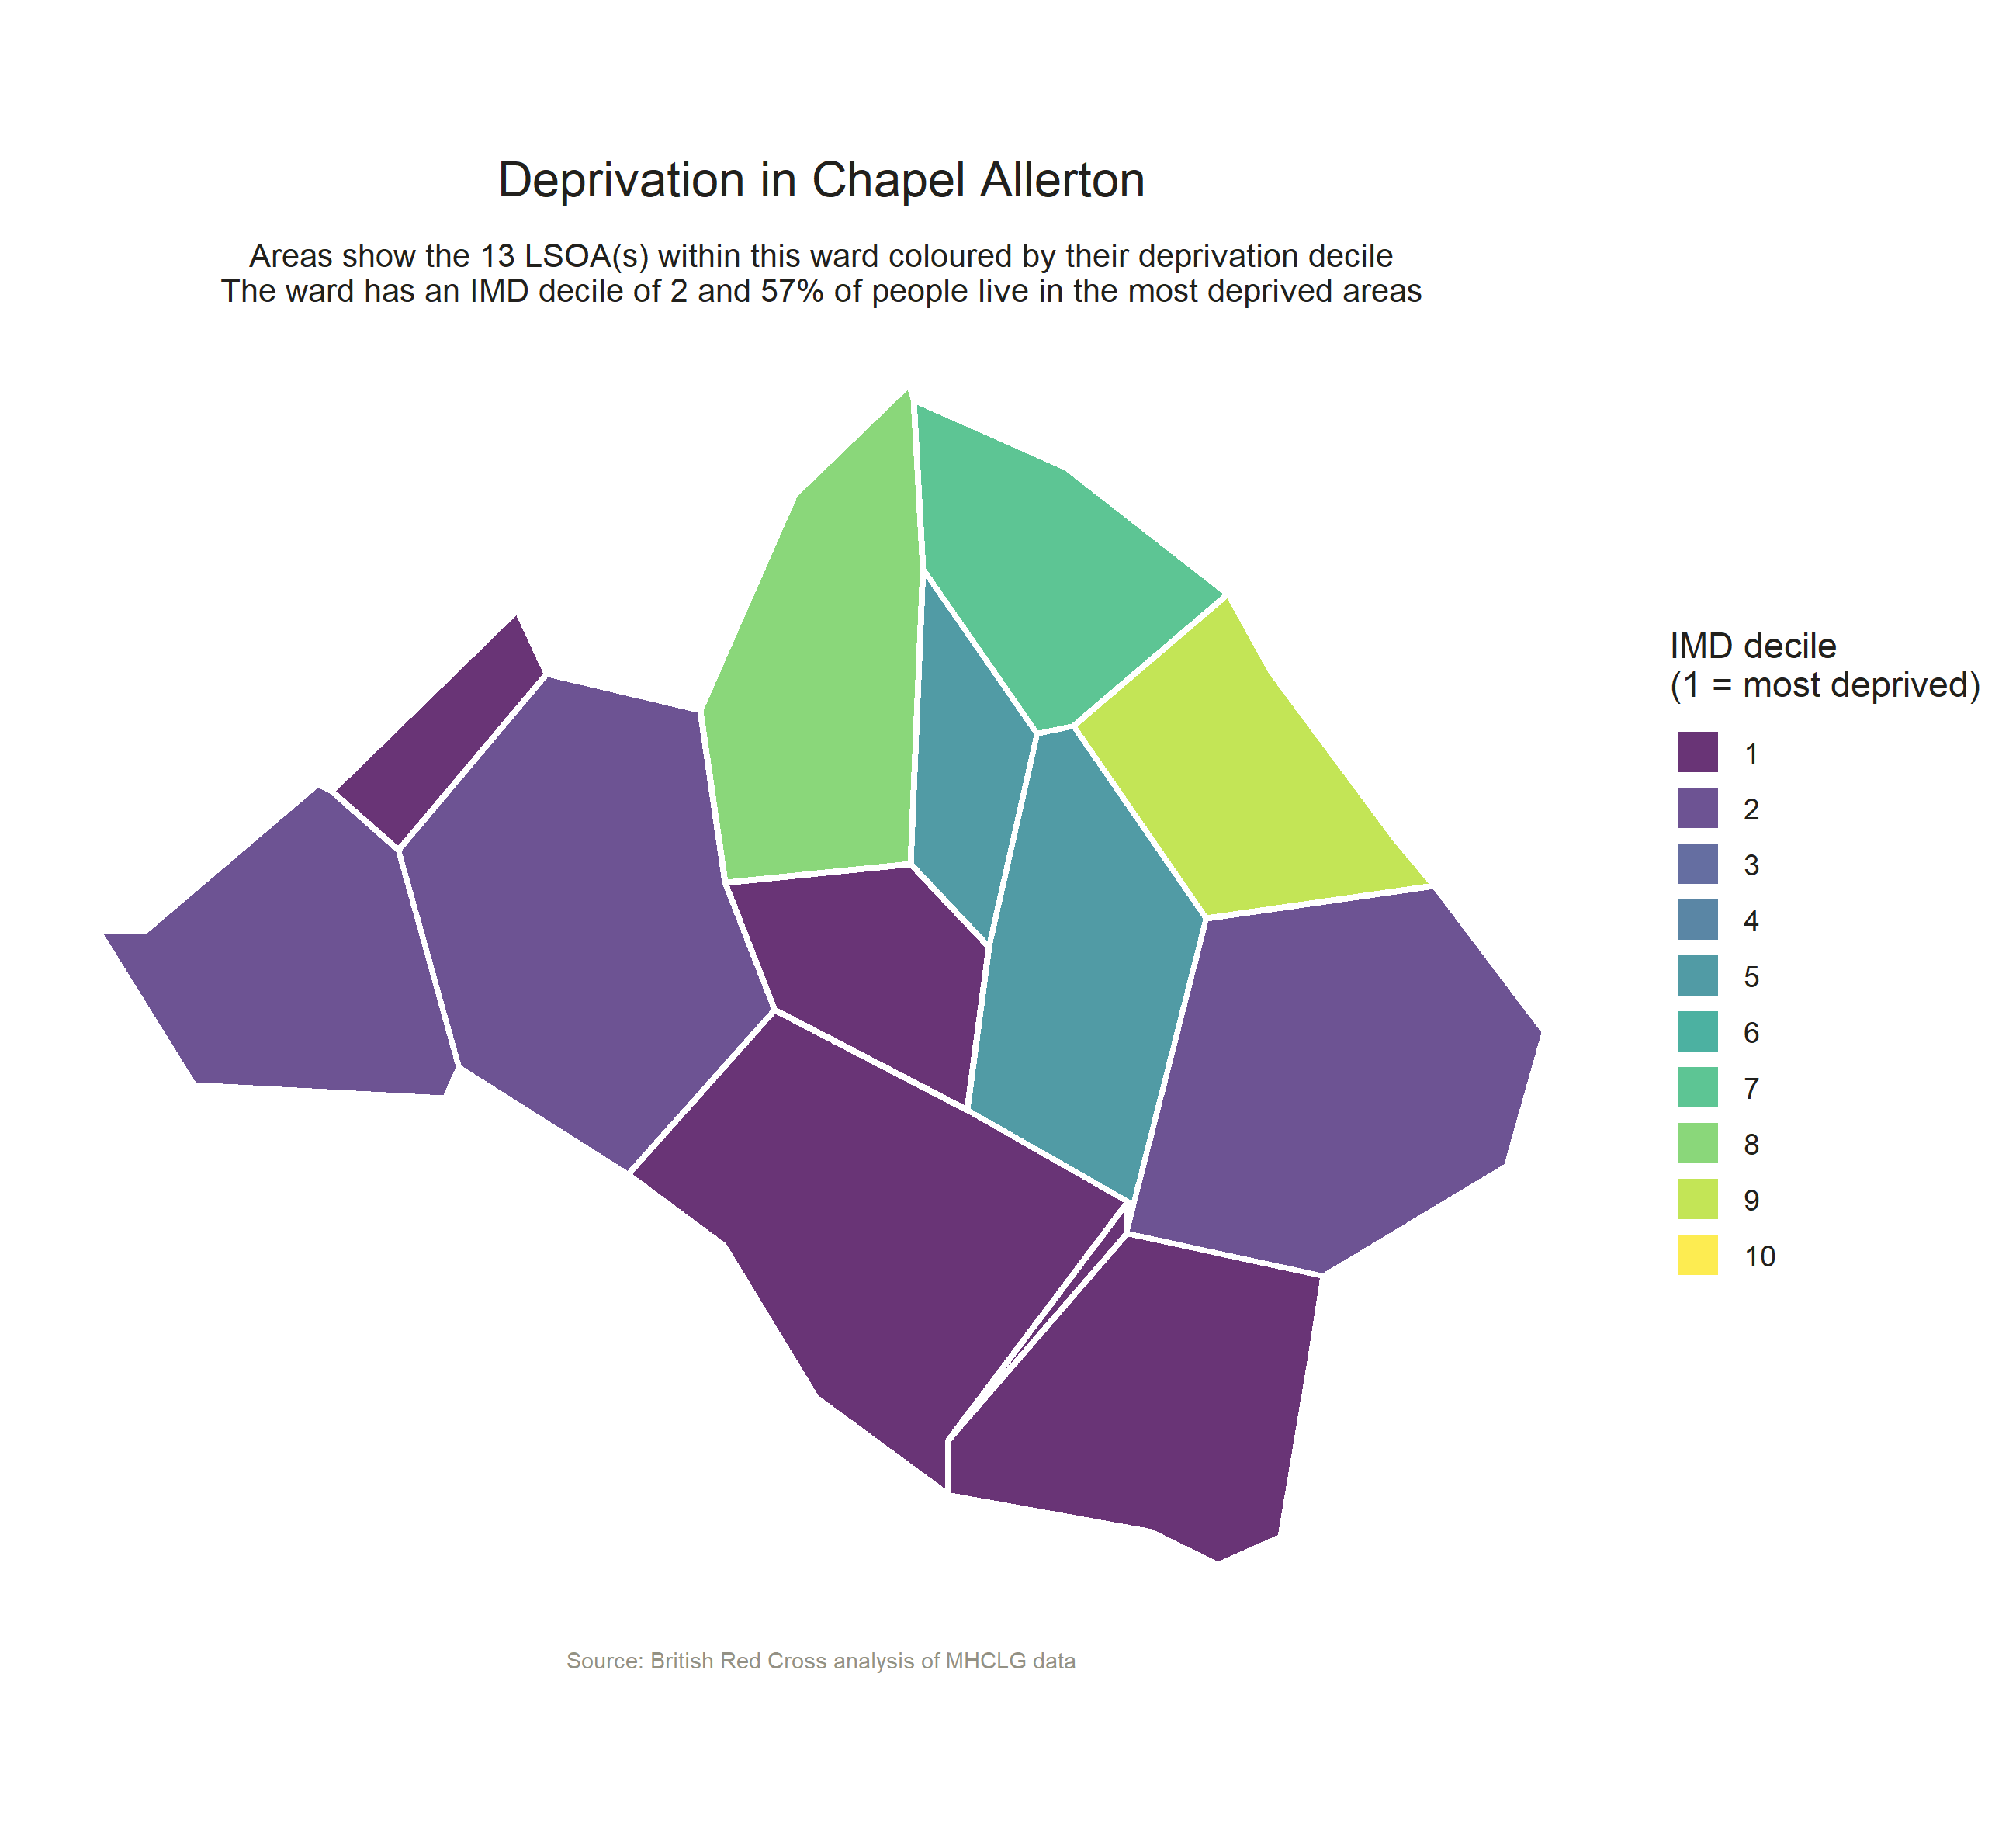 Deprivation in Chapel Allerton
Areas show the 13 LSOA(s) within this ward coloured by their deprivation decile
The ward has an IMD decile of 2 and 57% of people live in the most deprived areas
IMD decile
(1 = most deprived)
1
2
3
4
5
6
7
8
9
10
Source: British Red Cross analysis of MHCLG data